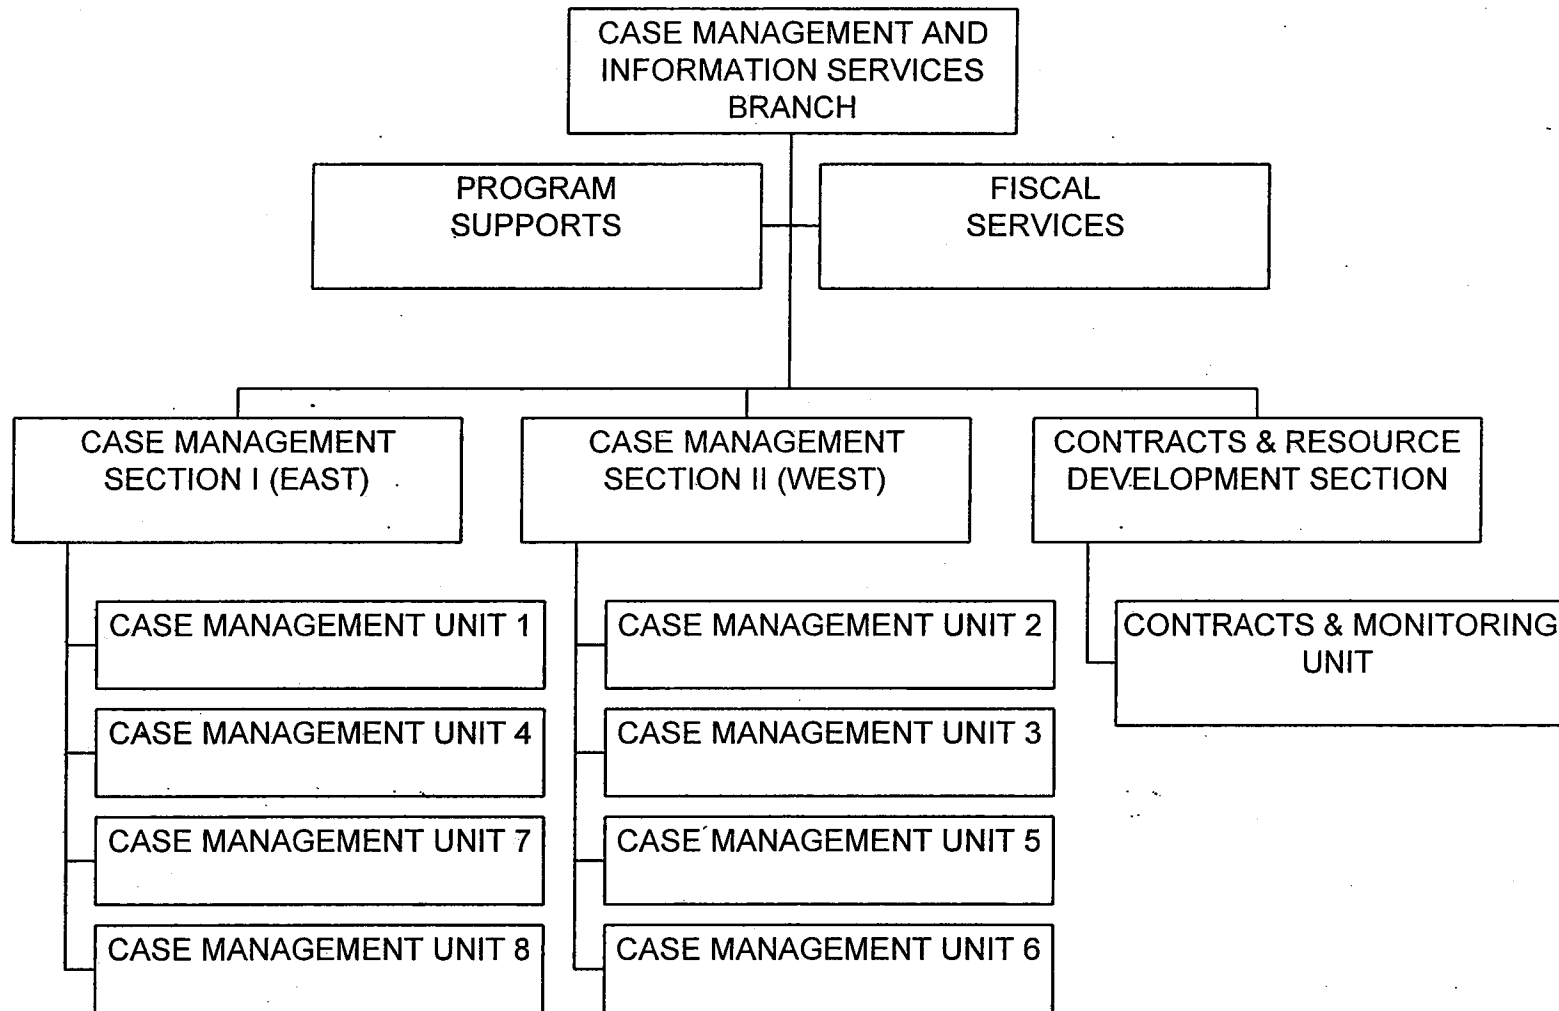 CASE MANAGEMENT AND
INFORMATION SERVICES
BRANCH
PROGRAM
SUPPORTS
FISCAL
SERVICES
CASE MANAGEMENT
SECTION I (EAST)
CASE MANAGEMENT
SECTION II (WEST)
CONTRACTS & RESOURCE
DEVELOPMENT SECTION
CASE MANAGEMENT UNIT 1
CASE MANAGEMENT UNIT 4
CASE MANAGEMENT UNIT 7
CASE MANAGEMENT UNIT 8
CASE MANAGEMENT UNIT 2
CASE MANAGEMENT UNIT 3
CASE MANAGEMENT UNIT 5
CASE MANAGEMENT UNIT 6
CONTRACTS & MONITORING
UNIT